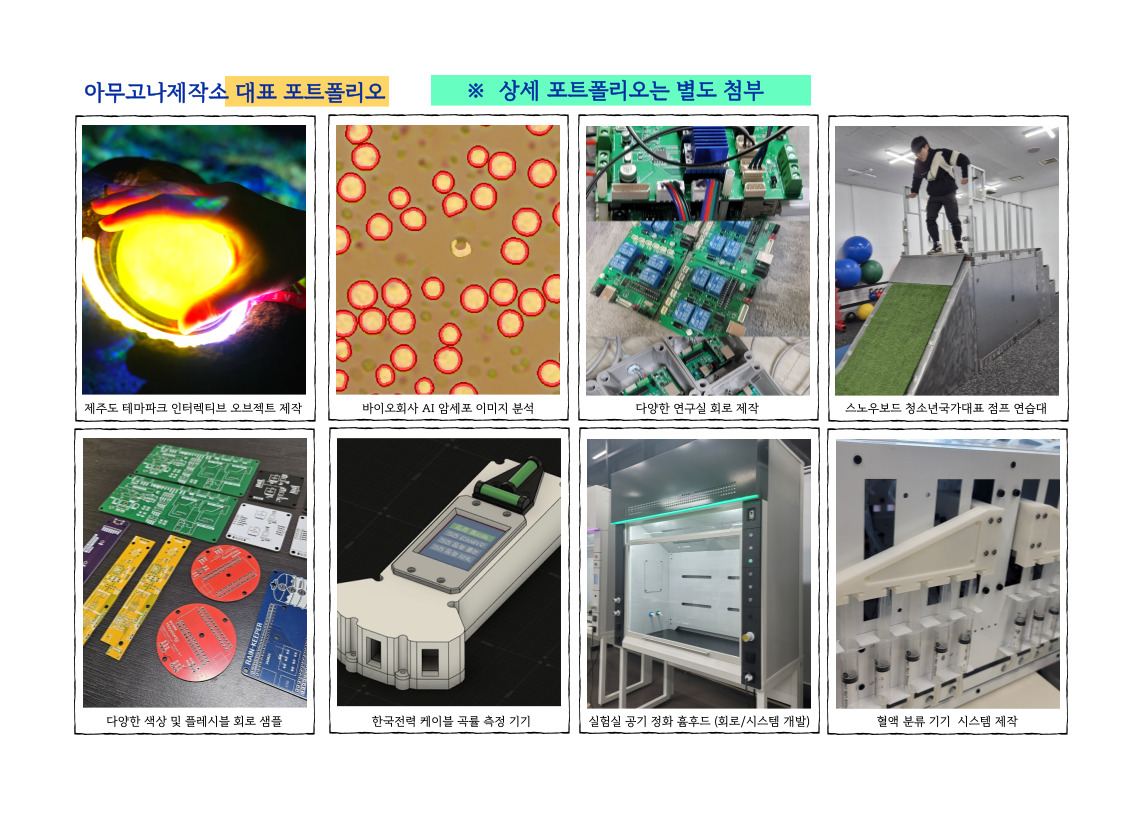 아무고나제작소 대표 포트폴리오
※ 상세 포트폴리오는 별도 첨부
제주도 테마파크 인터렉티브 오브젝트 제작
바이오회사 AI 암세포 이미지 분석
다양한 연구실 회로 제작
스노우보드 청소년국가대표 점프 연습대
RAIN-KEEPER
다양한 색상 및 플레시블 회로 샘플
한국전력 케이블 곡률 측정 기기
실험실 공기 정화 흄후드 (회로/시스템 개발)
혈액 분류 기기 시스템 제작